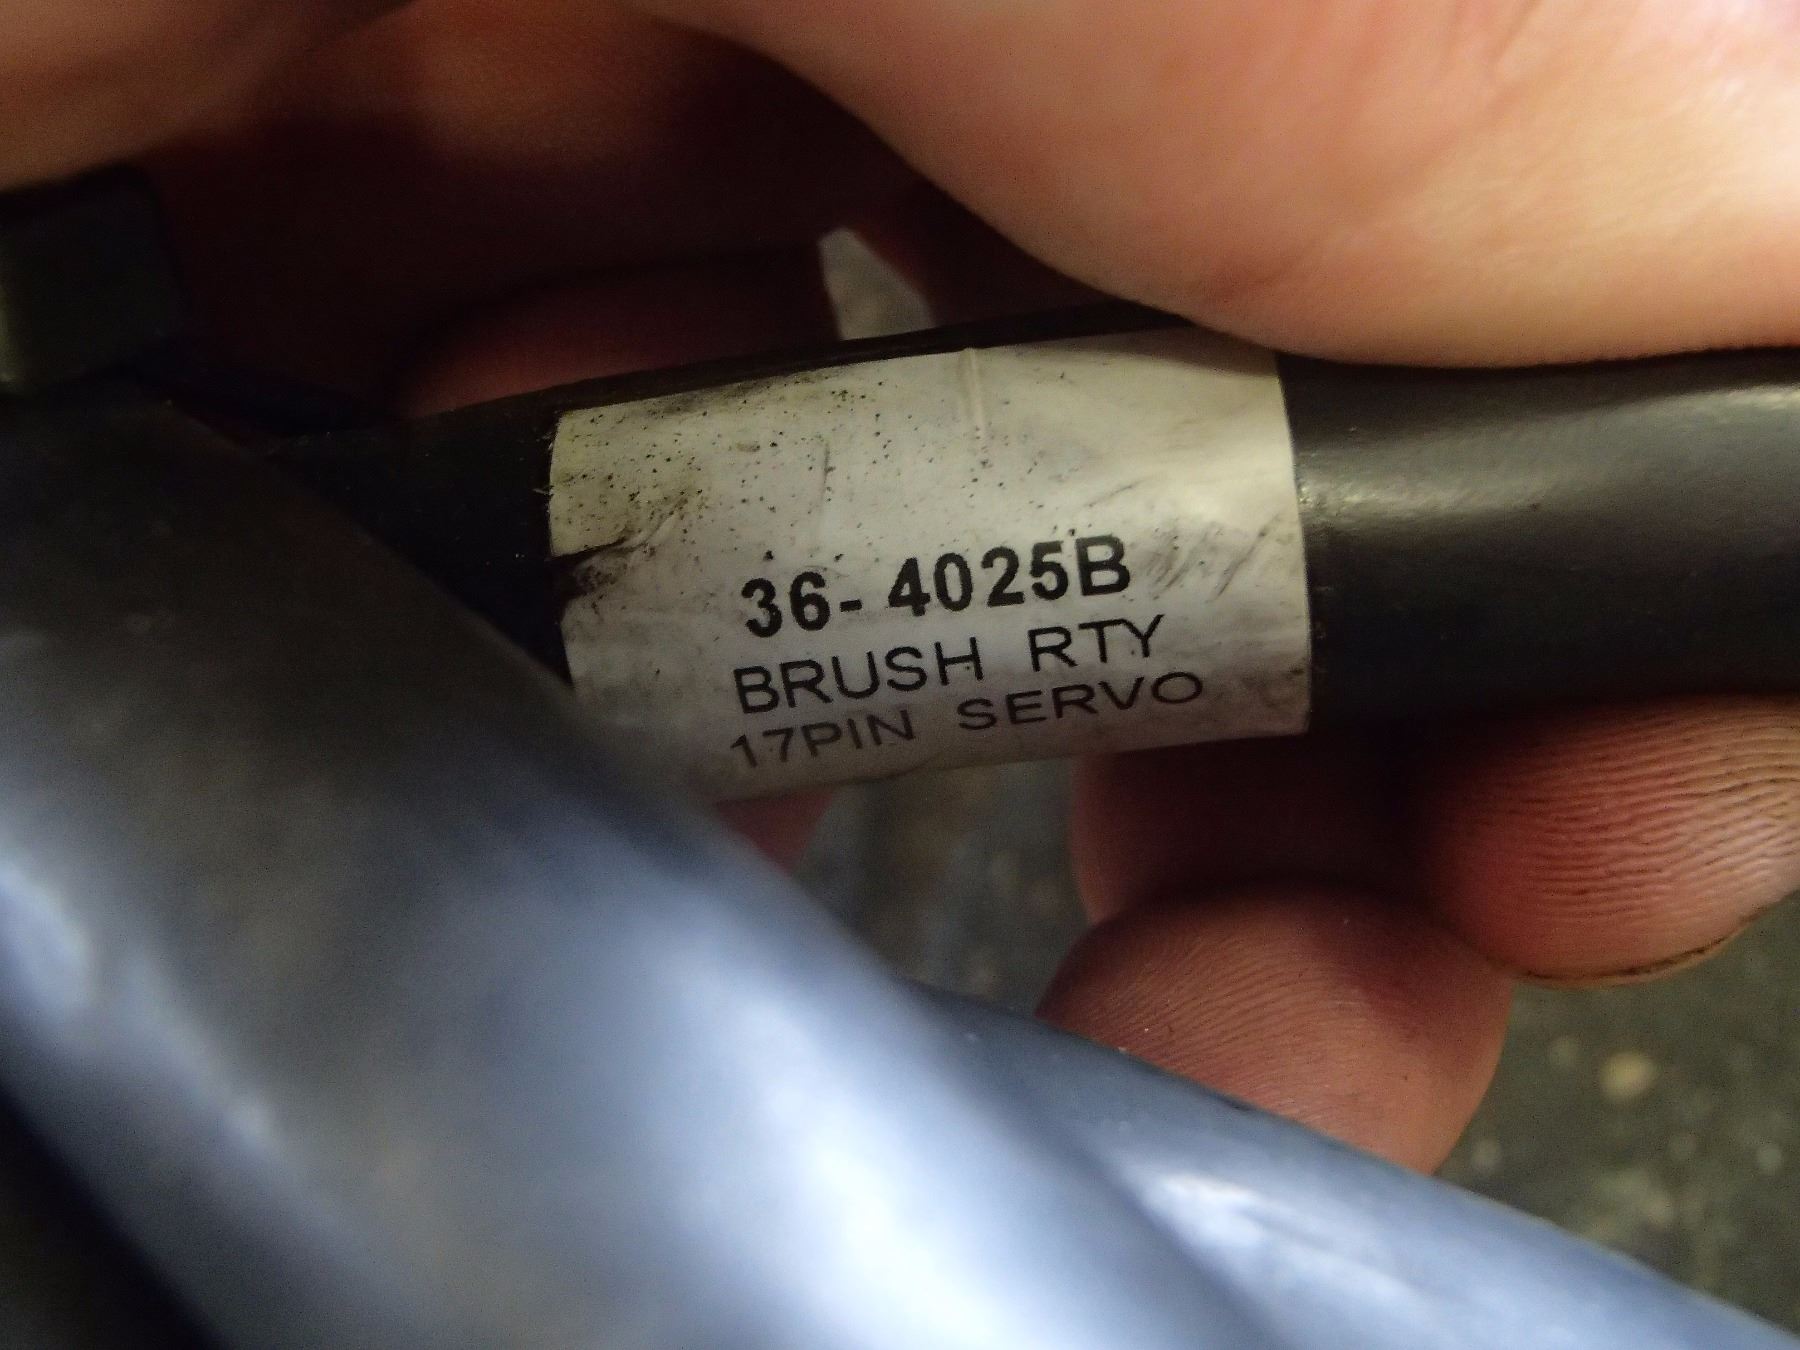 36-4025B
BRUSH RTY
17PIN SERVO